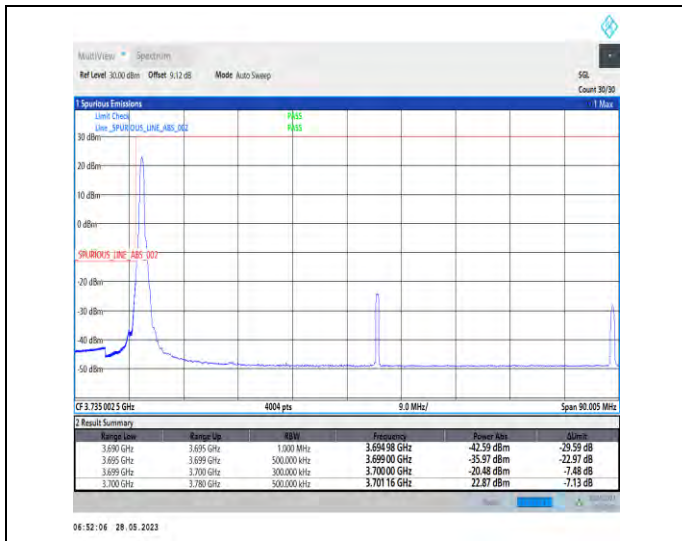 MultiView Spectrum
Ref Level 30.00 dBm Offset 9.12 dB Mode Auto Sweep SGL
Count 30/30
1 Spurious Emissions 1 Max
Limit Check PASS
Line _SPURIOUS_LINE_ABS_002 PASS
30 dBm
20 dBm
10 dBm
0 dBm
SPURIOUS_LINE_ABS_002
-20 dBm
-30 dBm
-40 dBm
-50 dBm
CF 3.735 002 5 GHz 4004 pts 9.0 MHz/ Span 90.005 MHz
2 Result Summary
Range Low Range Up RBW Frequency Power Abs ΔLimit
3.690 GHz 3.695 GHz 1.000 MHz 3.694 98 GHz -42.59 dBm -29.59 dB
3.695 GHz 3.699 GHz 500.000 kHz 3.699 00 GHz -35.97 dBm -22.97 dB
3.699 GHz 3.700 GHz 300.000 kHz 3.700 00 GHz -20.48 dBm -7.48 dB
3.700 GHz 3.780 GHz 500.000 kHz 3.701 16 GHz 22.87 dBm -7.13 dB
06:52:06 28.05.2023